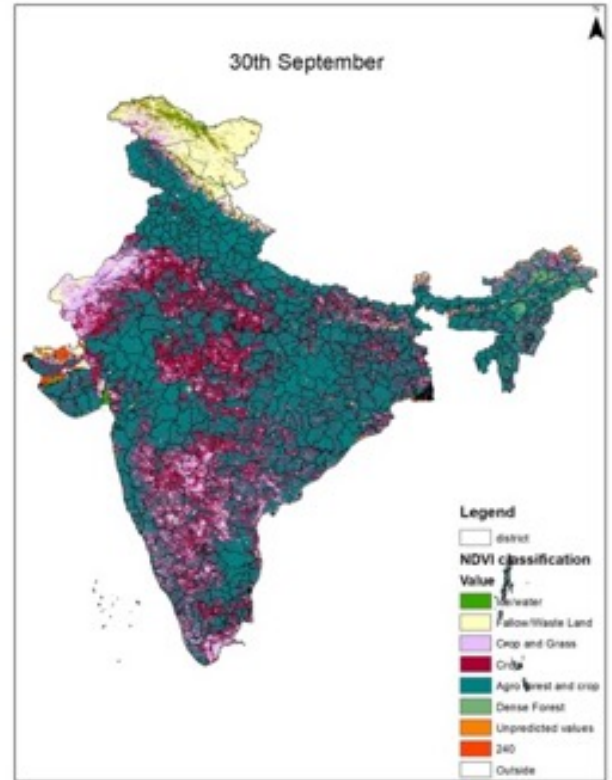 30th September
Legend
district
NDVI classification
Value
Fallow/Waste Land
Crop and Grass
Crop
Agro forest and crop
Dense Forest
Unpredicted values
240
Outside